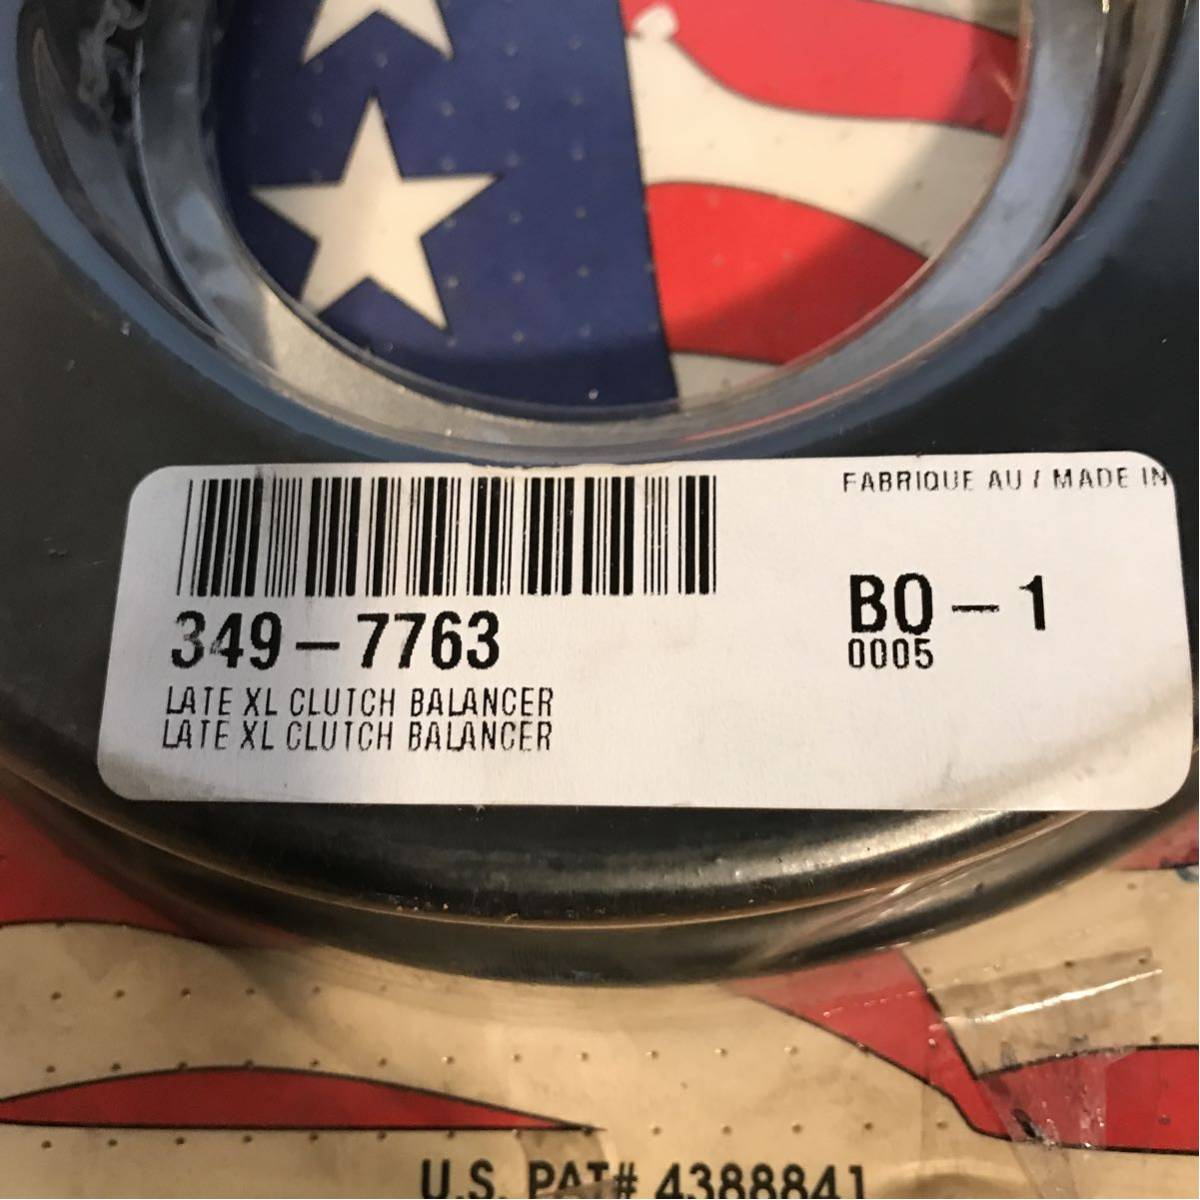 FABRIQUE AU / MADE IN
349-7763
BO-1
0005
LATE XL CLUTCH BALANCER
LATE XL CLUTCH BALANCER
U.S. PAT# 4388841